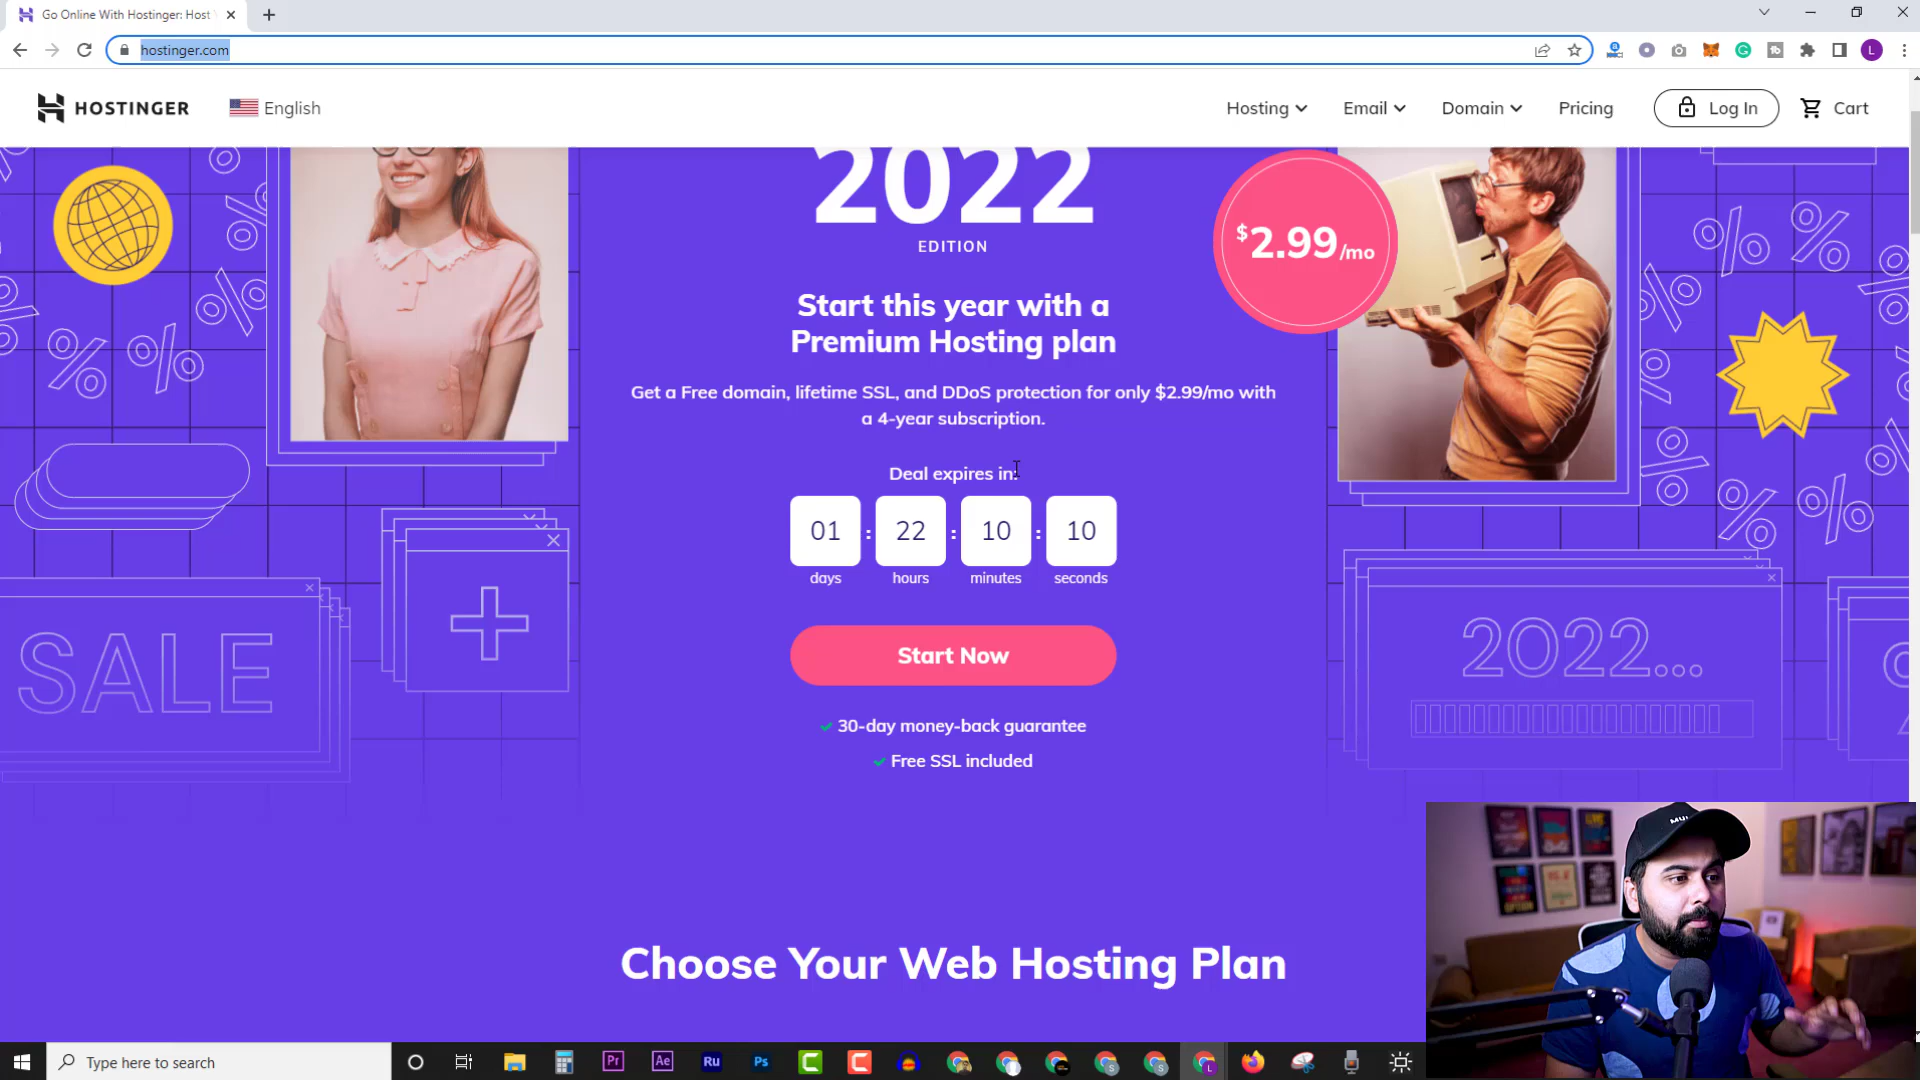 Go Online With Hostinger: Host
hostinger.com
HOSTINGER
English
Hosting
Email
Domain
Pricing
Log In
Cart
2022
EDITION
$2.99/mo
Start this year with a
Premium Hosting plan
Get a Free domain, lifetime SSL, and DDoS protection for only $2.99/mo with
a 4-year subscription.
Deal expires in:
01 : 22 : 10 : 10
days hours minutes seconds
SALE
2022...
Start Now
30-day money-back guarantee
Free SSL included
Choose Your Web Hosting Plan
Type here to search
Pr
Ae
Ru
Ps